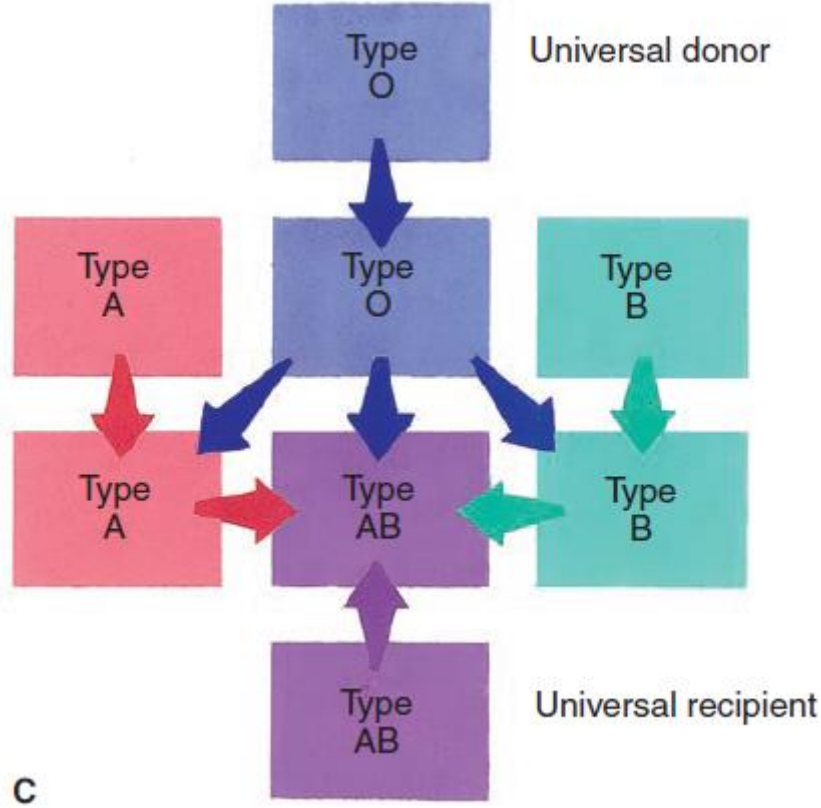 Type
O
Universal donor
Type
A
Type
O
Type
B
Type
A
Type
AB
Type
B
Type
AB
Universal recipient
C